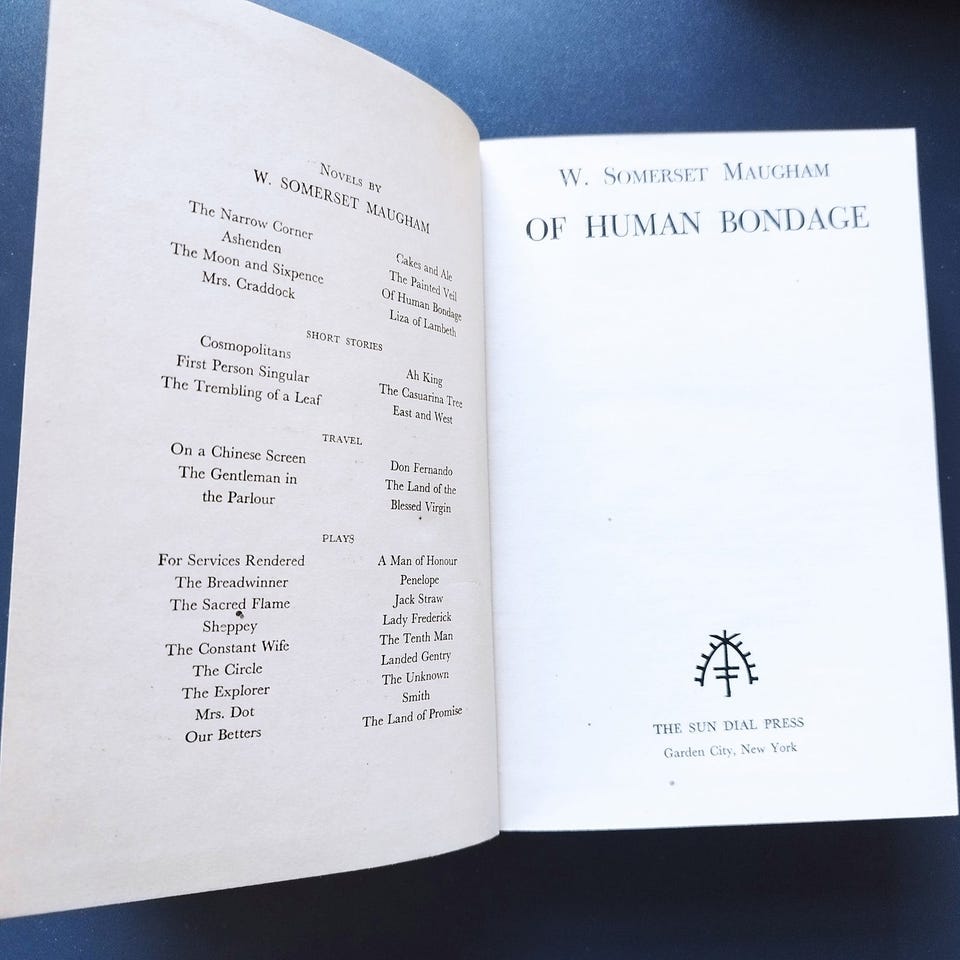 Novels by
W. SOMERSET MAUGHAM
The Narrow Corner
Ashenden
The Moon and Sixpence
Mrs. Craddock
Cakes and Ale
The Painted Veil
Of Human Bondage
Liza of Lambeth
SHORT STORIES
Cosmopolitans
First Person Singular
The Trembling of a Leaf
Ah King
The Casuarina Tree
East and West
TRAVEL
On a Chinese Screen
The Gentleman in
the Parlour
Don Fernando
The Land of the
Blessed Virgin
PLAYS
For Services Rendered
The Breadwinner
The Sacred Flame
Sheppey
The Constant Wife
The Circle
The Explorer
Mrs. Dot
Our Betters
A Man of Honour
Penelope
Jack Straw
Lady Frederick
The Tenth Man
Landed Gentry
The Unknown
Smith
The Land of Promise
W. Somerset Maugham
OF HUMAN BONDAGE
THE SUN DIAL PRESS
Garden City, New York